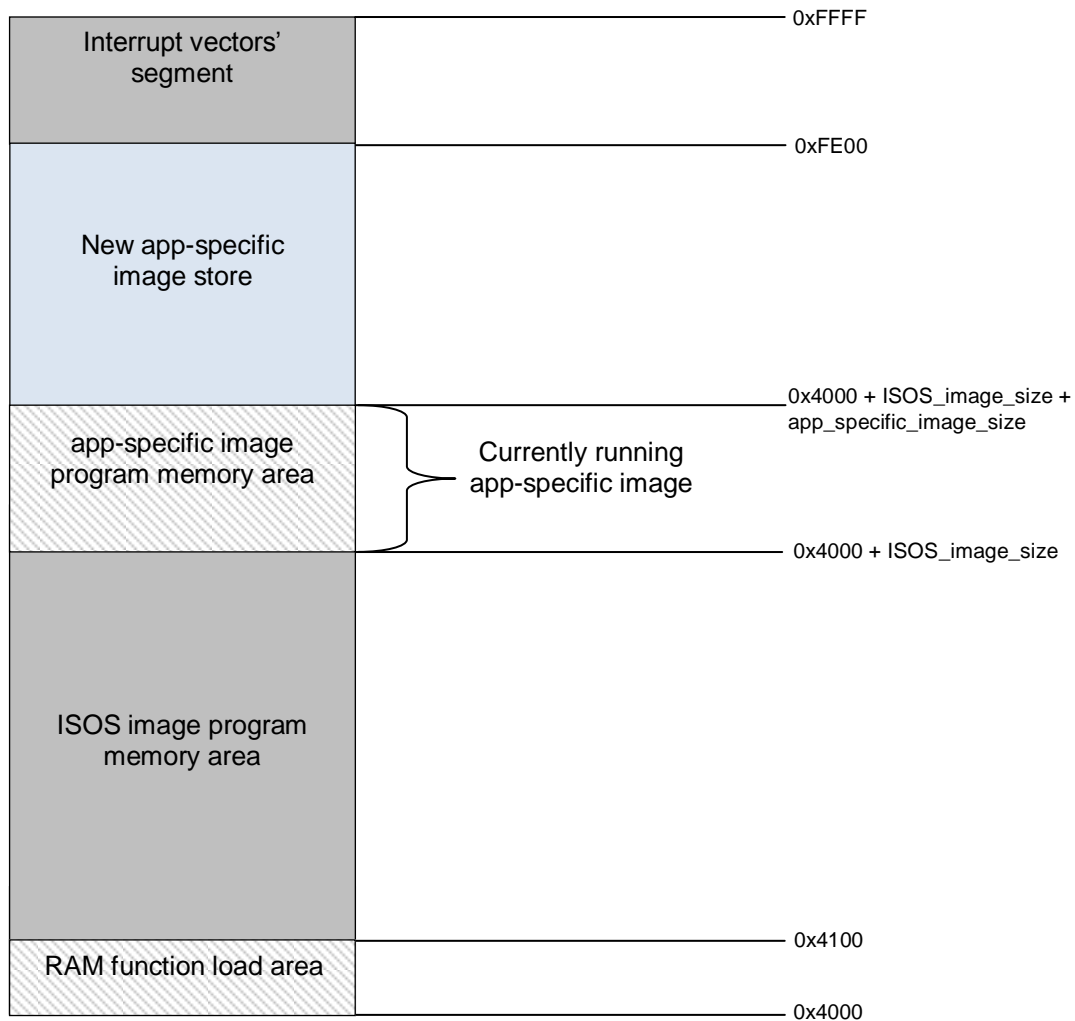 0xFFFF
Interrupt vectors’
segment
0xFE00
New app-specific
image store
0x4000 + ISOS_image_size +
app_specific_image_size
app-specific image
program memory area
Currently running
app-specific image
0x4000 + ISOS_image_size
ISOS image program
memory area
0x4100
RAM function load area
0x4000